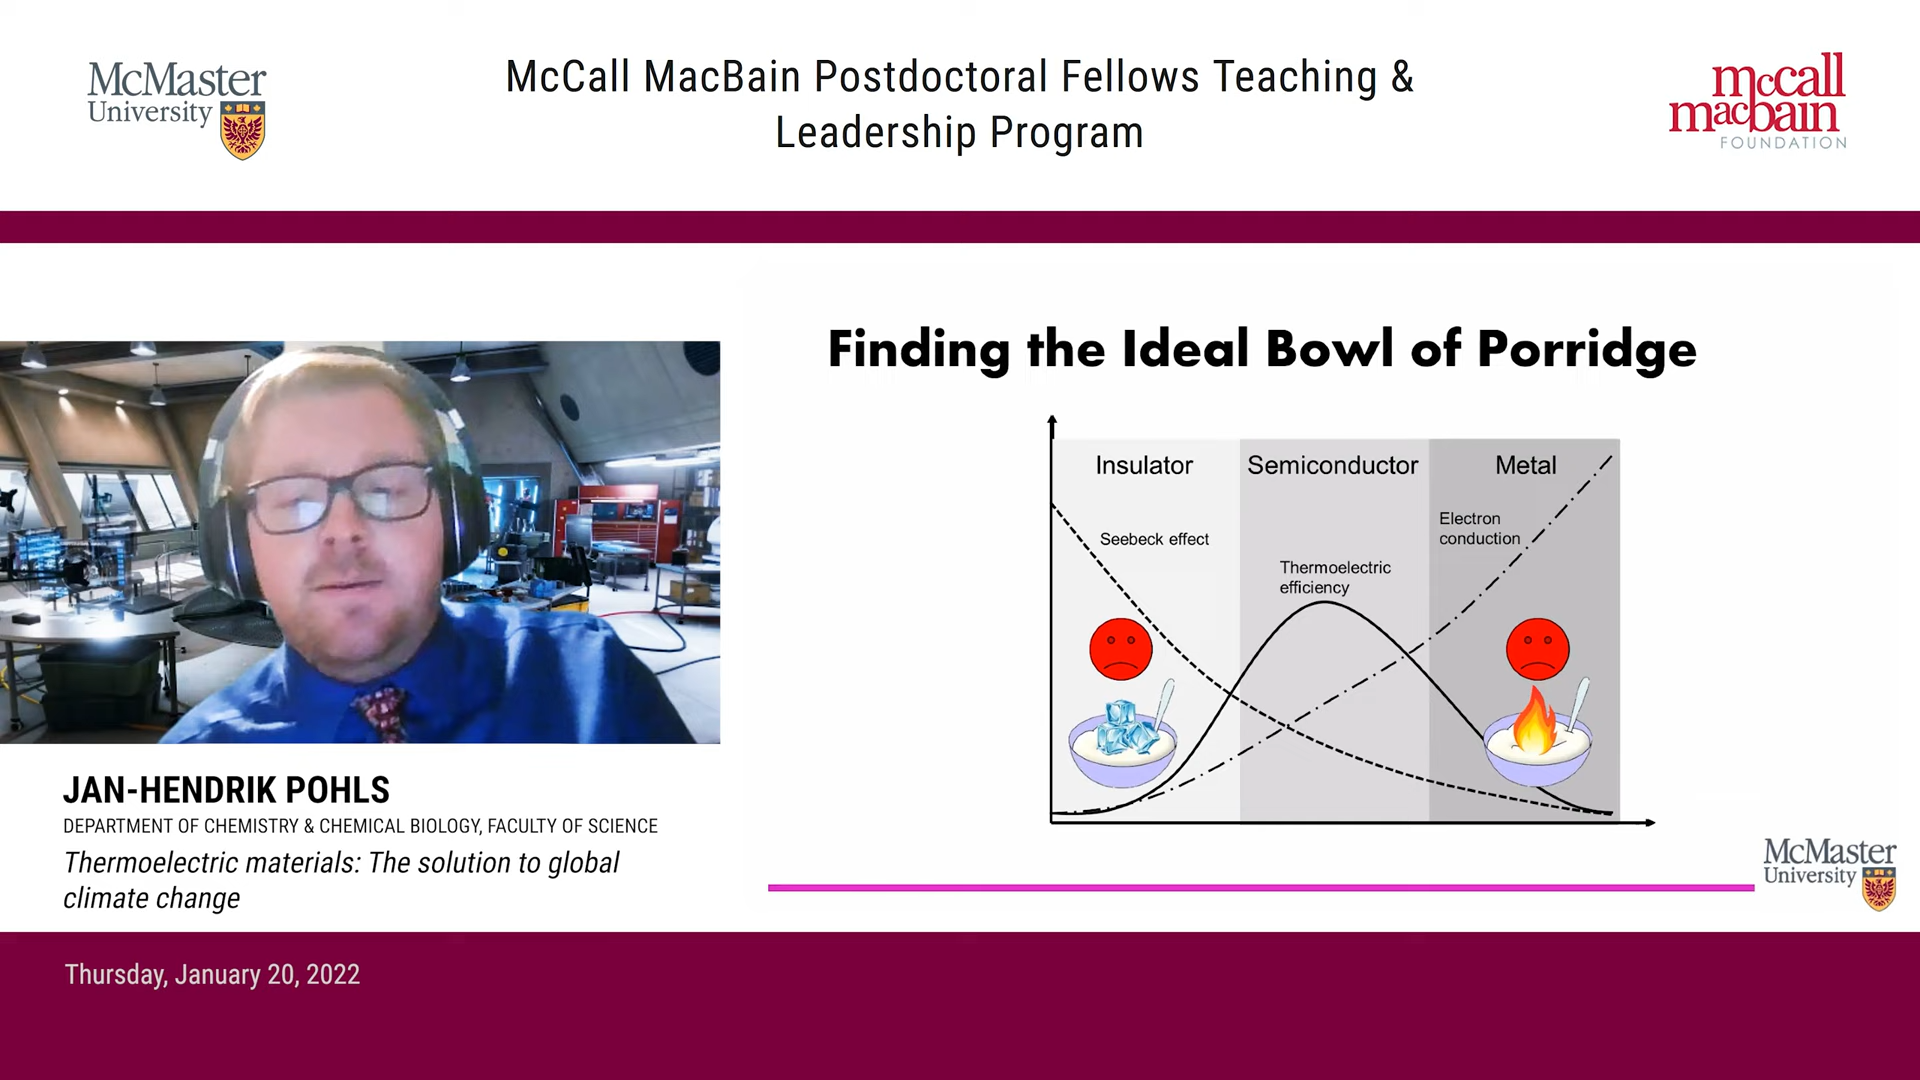 McMaster
University
McCall MacBain Postdoctoral Fellows Teaching &
Leadership Program
mccall
macbain
FOUNDATION
Finding the Ideal Bowl of Porridge
Insulator
Semiconductor
Metal
Seebeck effect
Thermoelectric
efficiency
Electron
conduction
JAN-HENDRIK POHLS
DEPARTMENT OF CHEMISTRY & CHEMICAL BIOLOGY, FACULTY OF SCIENCE
Thermoelectric materials: The solution to global
climate change
McMaster
University
Thursday, January 20, 2022